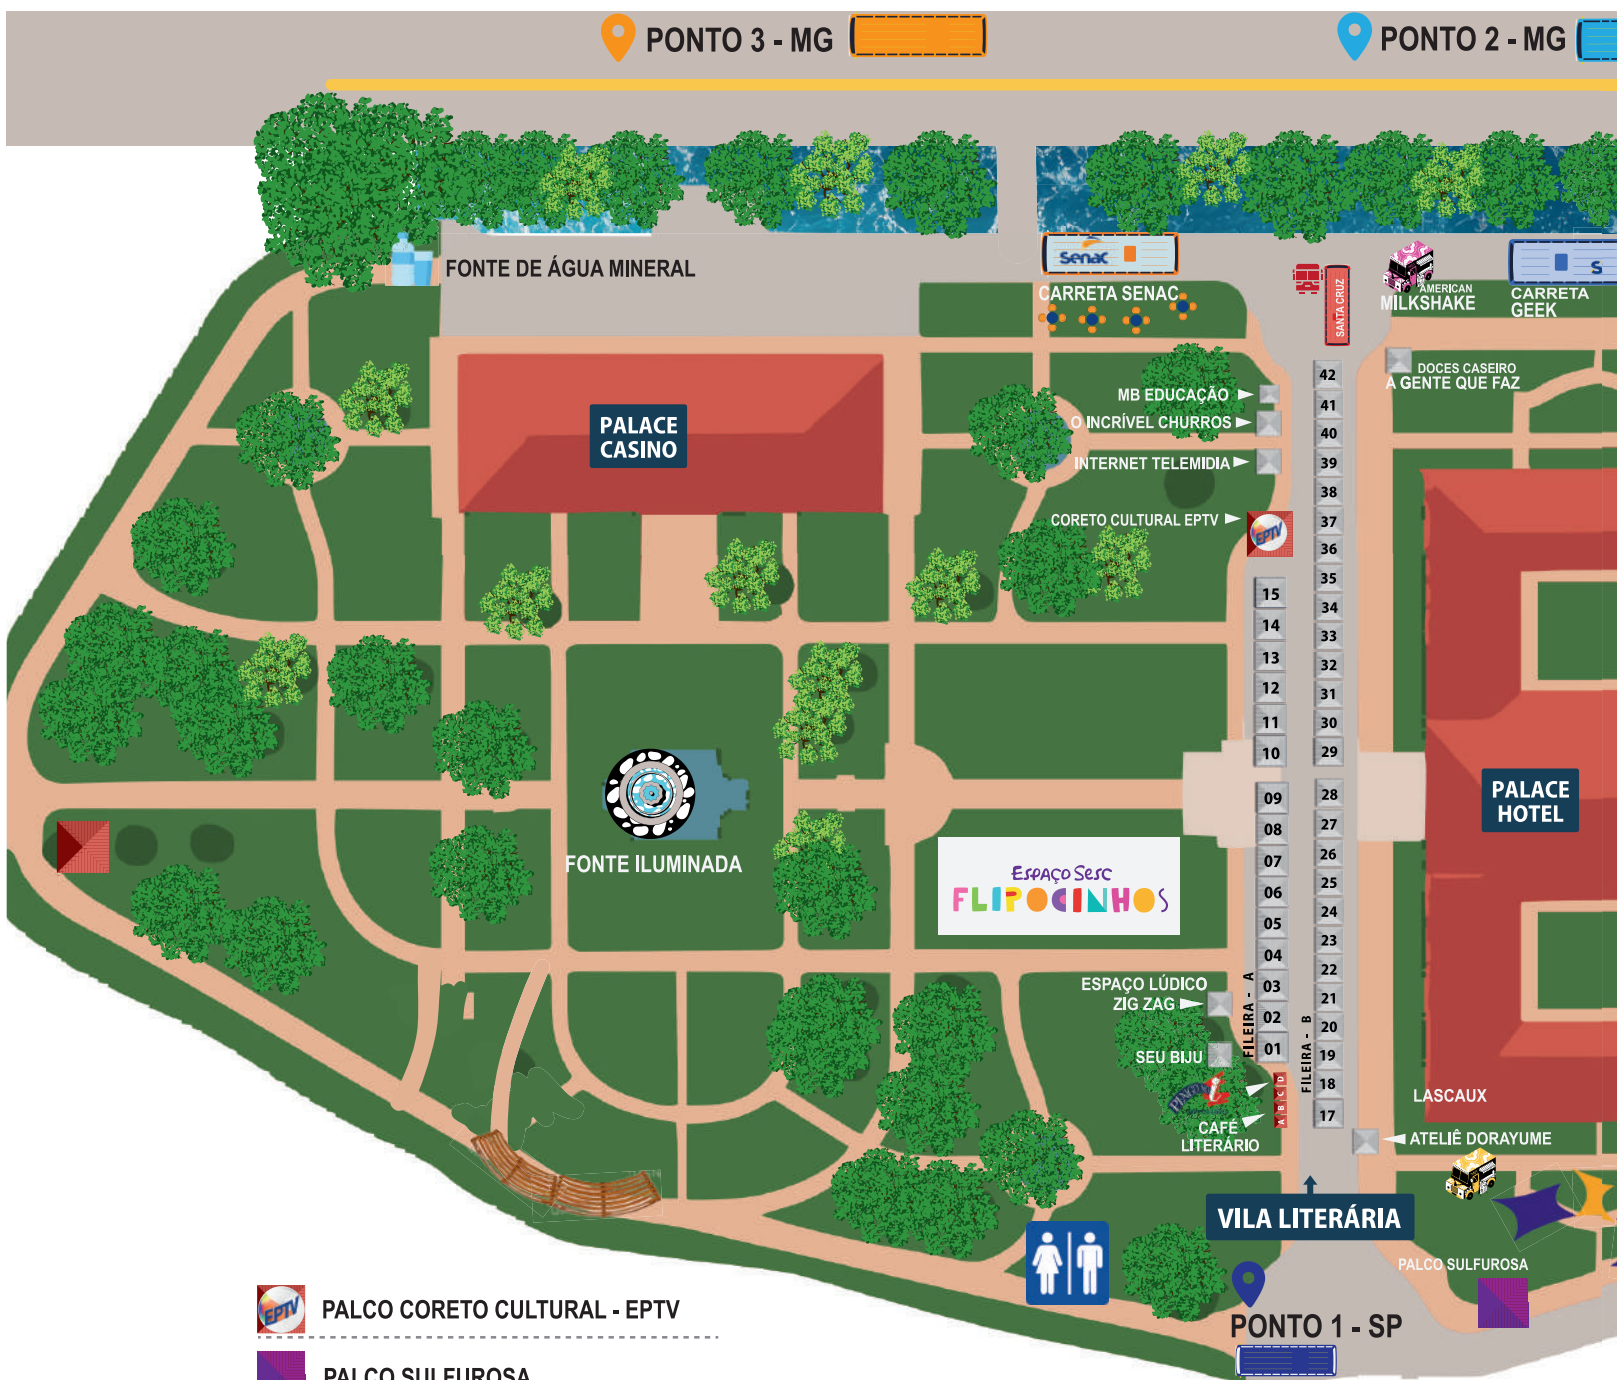 PONTO 3 - MG
PONTO 2 - MG
FONTE DE ÁGUA MINERAL
Senac
CARRETA SENAC
SANTA CRUZ
AMERICAN
MILKSHAKE
S
CARRETA
GEEK
DOCES CASEIRO
A GENTE QUE FAZ
MB EDUCAÇÃO
O INCRÍVEL CHURROS
INTERNET TELEMIDIA
CORETO CULTURAL EPTV
EPTV
PALACE
CASINO
42
41
40
39
38
37
36
35
34
33
32
31
30
29
28
27
26
25
24
23
22
21
20
19
18
17
15
14
13
12
11
10
09
08
07
06
05
04
03
02
01
FILEIRA - A
FILEIRA - B
PALACE
HOTEL
FONTE ILUMINADA
ESPAÇO Sesc
FLIPOCINHOS
ESPAÇO LÚDICO
ZIG ZAG
SEU BIJU
A B C D
CAFÉ
LITERÁRIO
LASCAUX
ATELIÊ DORAYUME
VILA LITERÁRIA
PALCO SULFUROSA
PONTO 1 - SP
EPTV
PALCO CORETO CULTURAL - EPTV
PALCO SULFUROSA